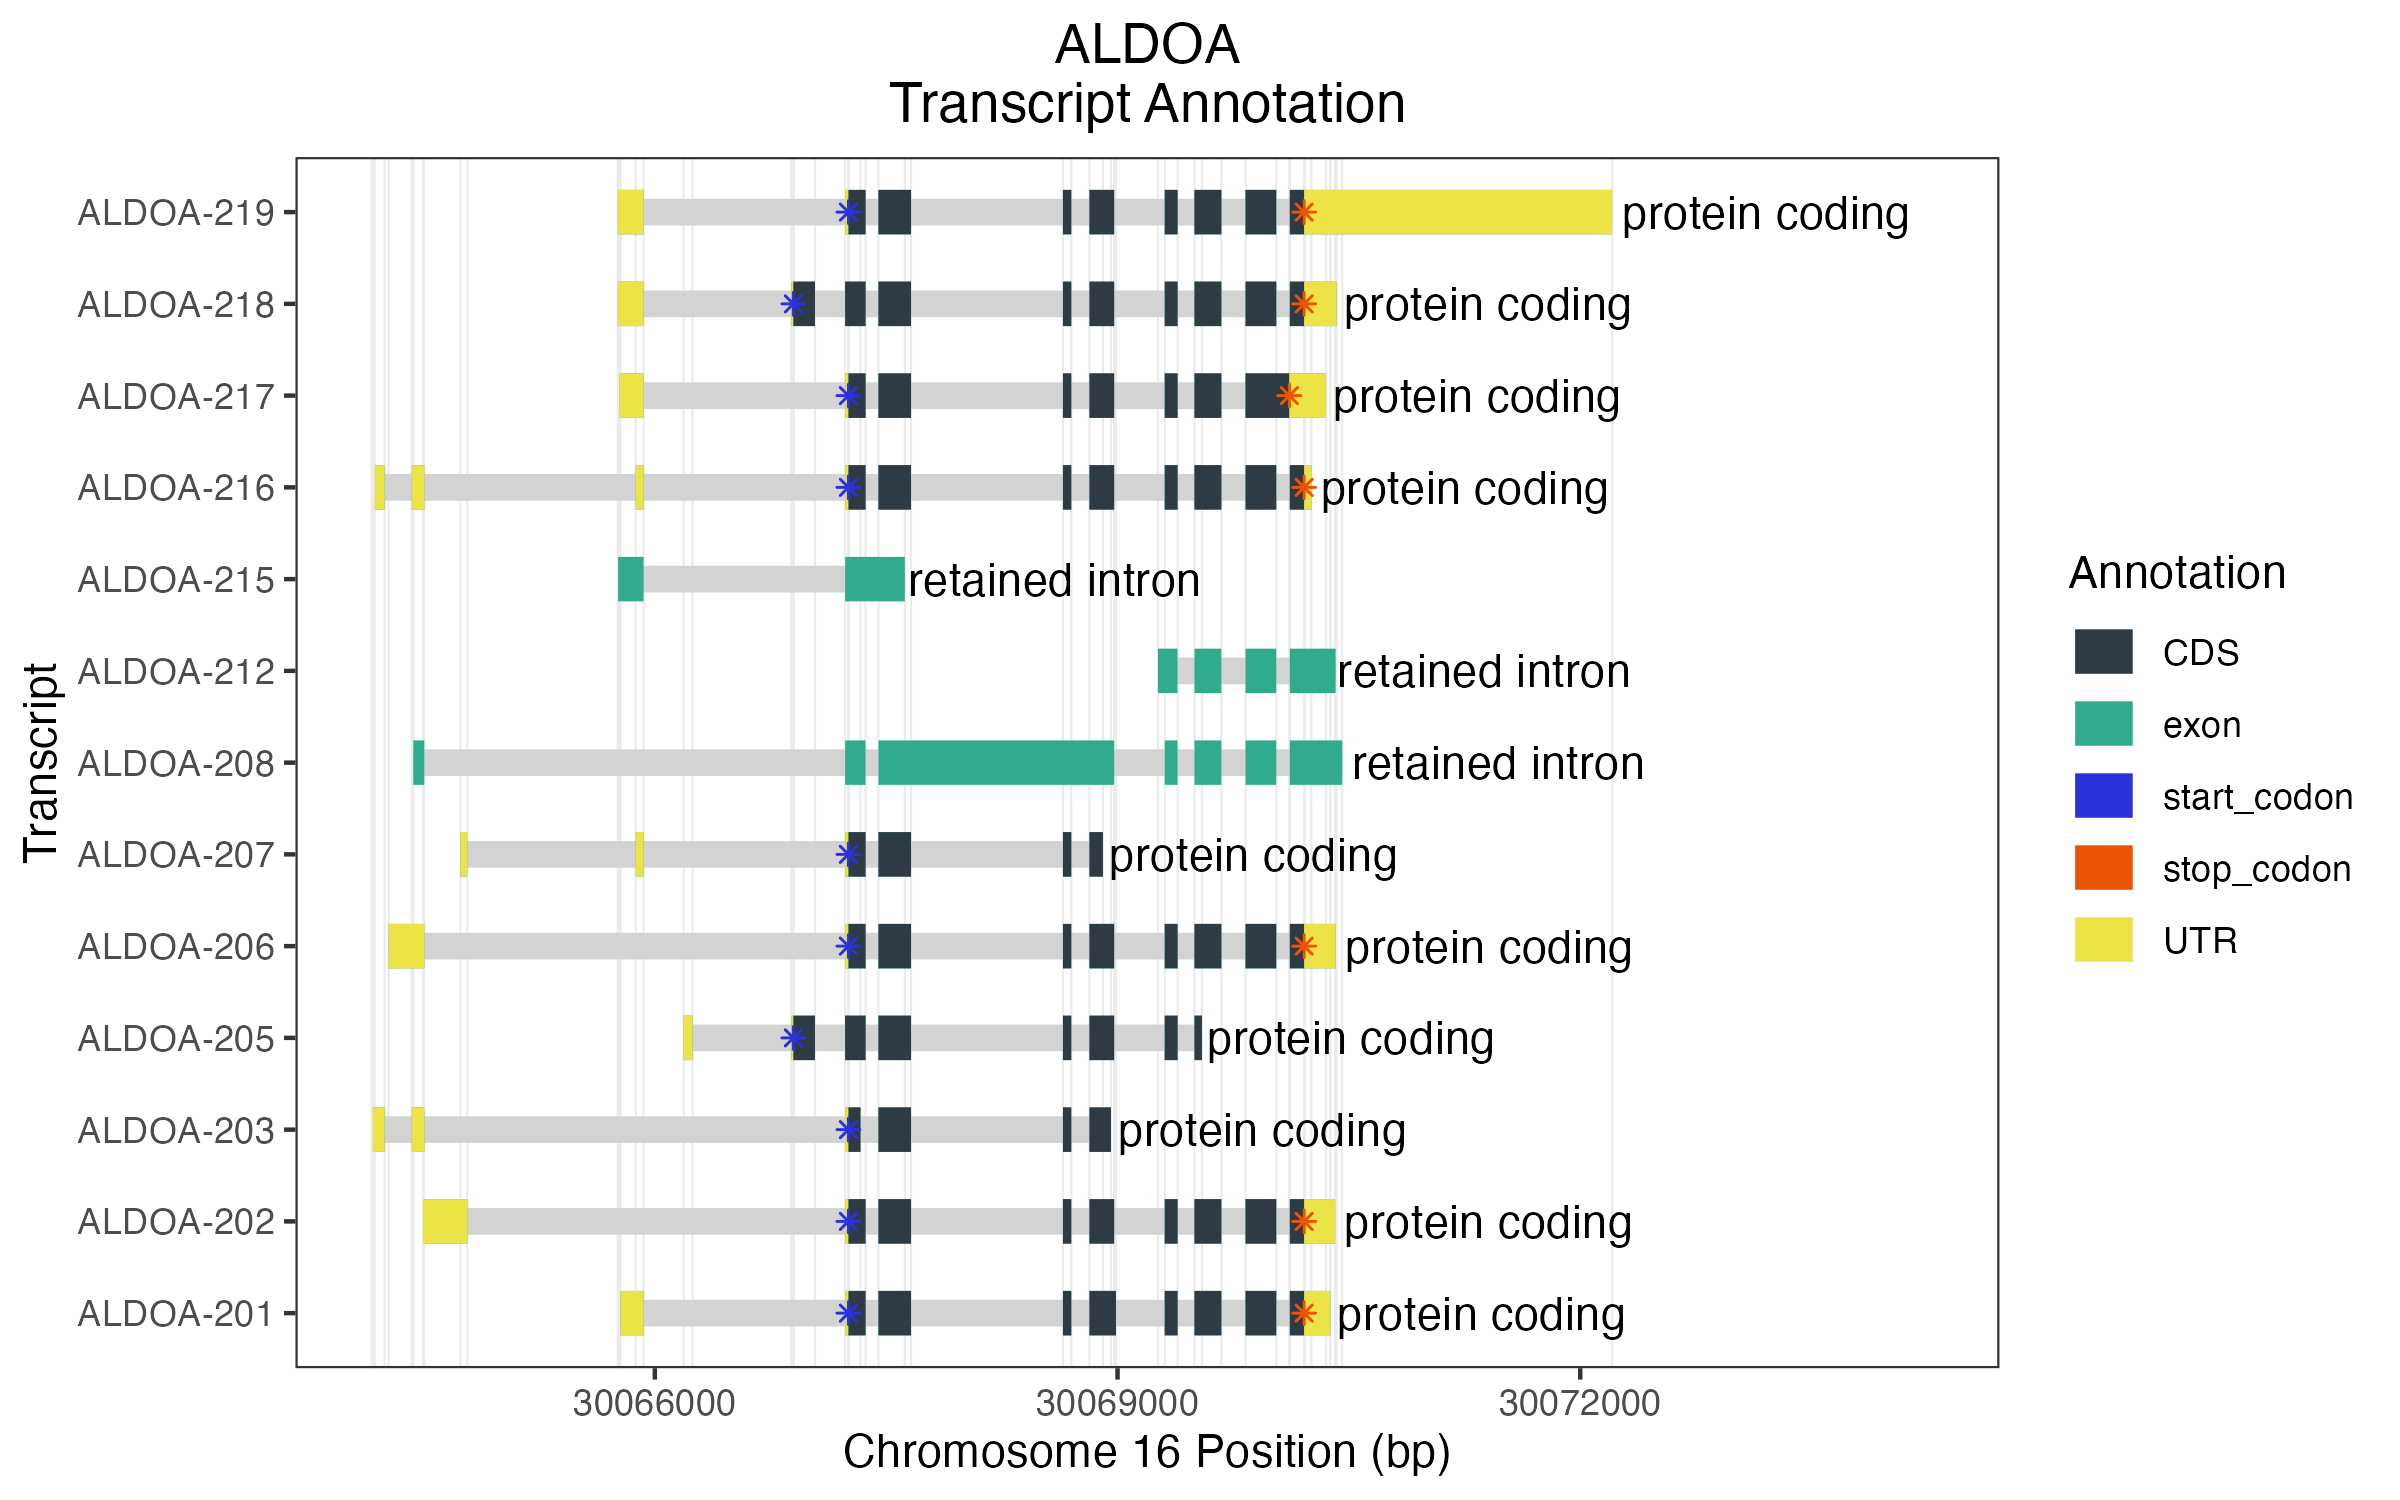 ALDOA
Transcript Annotation
Transcript
ALDOA-219 protein coding
ALDOA-218 protein coding
ALDOA-217 protein coding
ALDOA-216 protein coding
ALDOA-215 retained intron
ALDOA-212 retained intron
ALDOA-208 retained intron
ALDOA-207 protein coding
ALDOA-206 protein coding
ALDOA-205 protein coding
ALDOA-203 protein coding
ALDOA-202 protein coding
ALDOA-201 protein coding
30066000 30069000 30072000
Chromosome 16 Position (bp)
Annotation
CDS
exon
start_codon
stop_codon
UTR